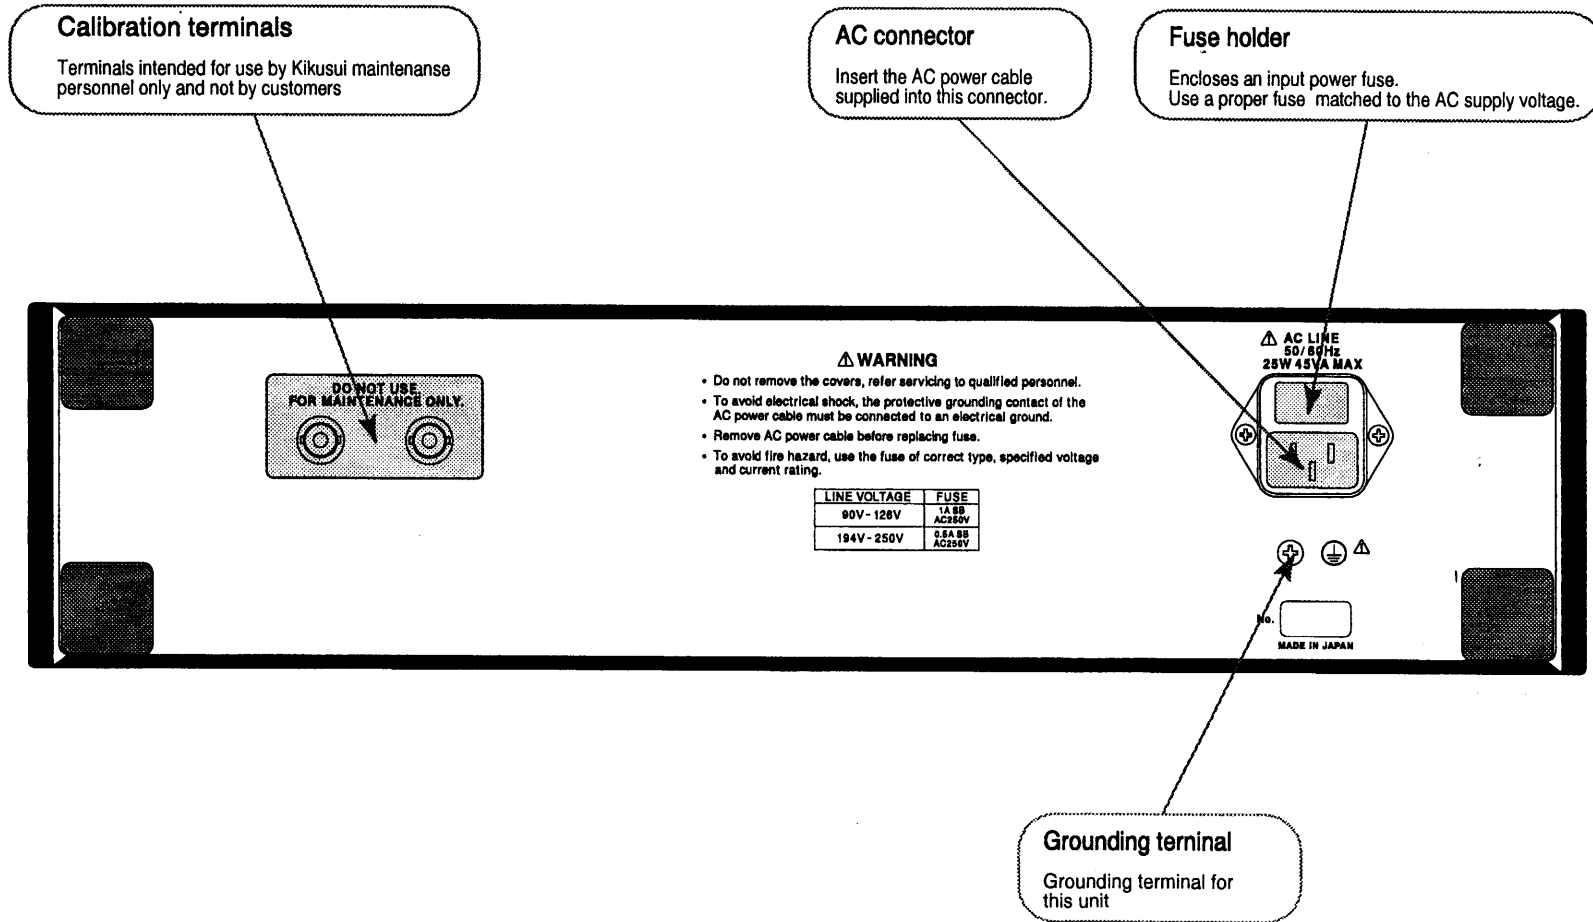 Calibration terminals
Terminals intended for use by Kikusui maintenanse
personnel only and not by customers
AC connector
Insert the AC power cable
supplied into this connector.
Fuse holder
Encloses an input power fuse.
Use a proper fuse matched to the AC supply voltage.
DO NOT USE.
FOR MAINTENANCE ONLY.
⚠ WARNING
• Do not remove the covers, refer servicing to qualified personnel.
• To avoid electrical shock, the protective grounding contact of the
AC power cable must be connected to an electrical ground.
• Remove AC power cable before replacing fuse.
• To avoid fire hazard, use the fuse of correct type, specified voltage
and current rating.
LINE VOLTAGE FUSE
90V - 126V 1A SB
AC250V
194V - 250V 0.5A SB
AC250V
⚠ AC LINE
50/60Hz
25W 45VA MAX
No.
MADE IN JAPAN
Grounding terninal
Grounding terminal for
this unit